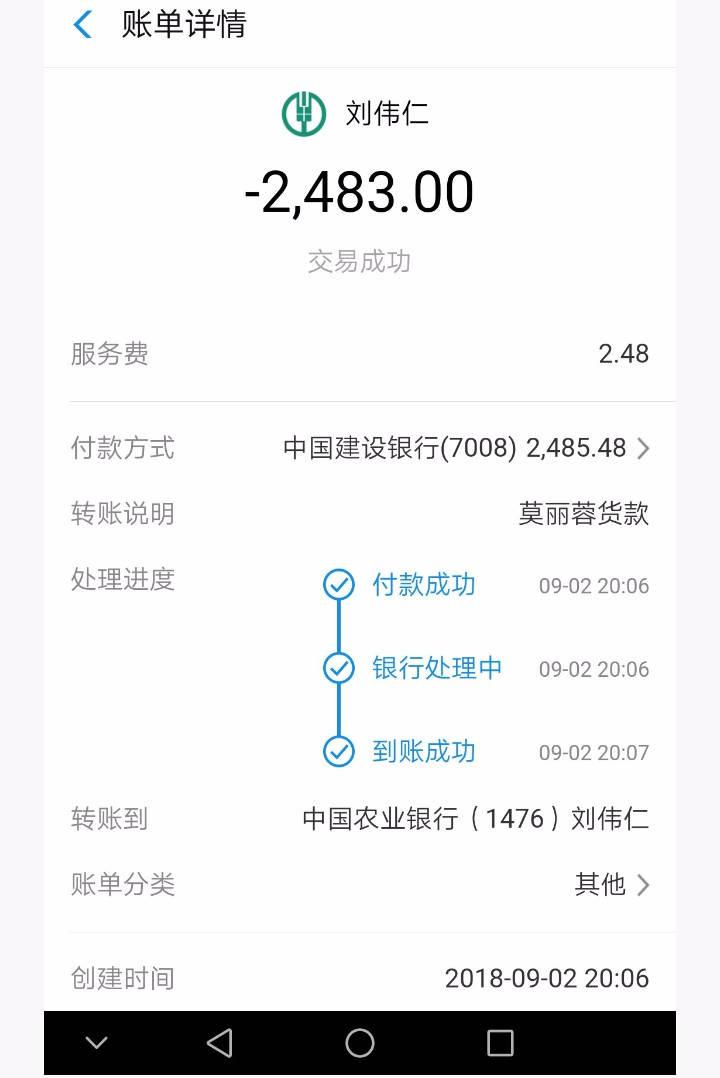 账单详情
刘伟仁
-2,483.00
交易成功
服务费 2.48
付款方式 中国建设银行(7008) 2,485.48
转账说明 莫丽蓉货款
处理进度 付款成功 09-02 20:06
银行处理中 09-02 20:06
到账成功 09-02 20:07
转账到 中国农业银行（1476）刘伟仁
账单分类 其他
创建时间 2018-09-02 20:06